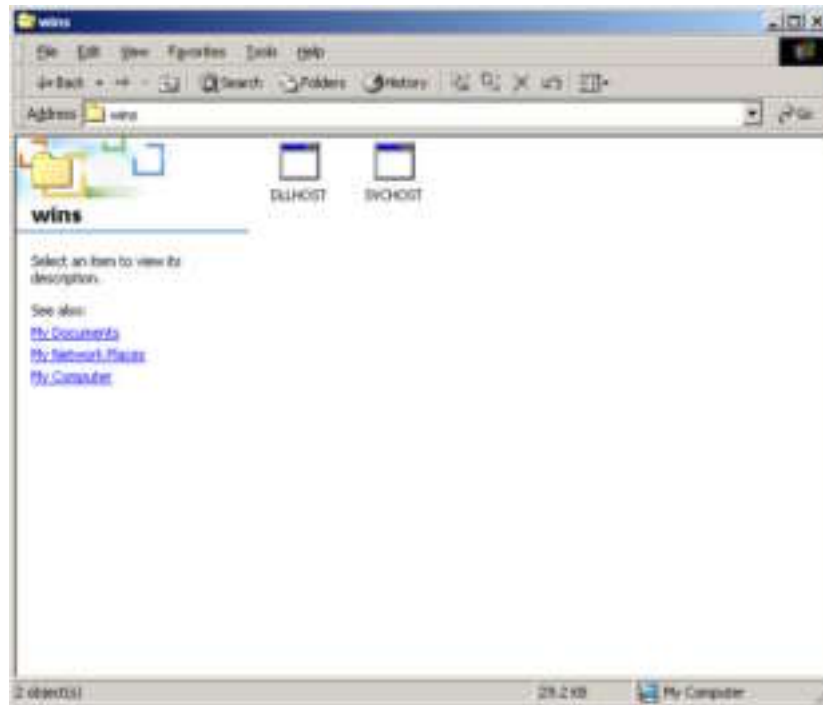 wins
File Edit View Favorites Tools Help
Back Search Folders History
Address wins Go
DLLHOST SVCHOST
wins
Select an item to view its
description.
See also:
My Documents
My Network Places
My Computer
2 object(s) 29.2 KB My Computer